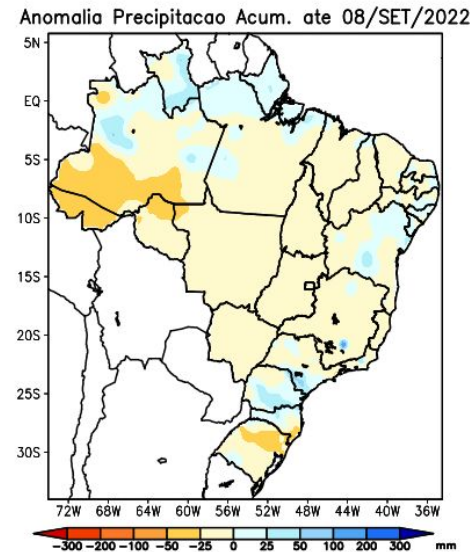 Anomalia Precipitacao Acum. ate 08/SET/2022
5N
EQ
5S
10S
15S
20S
25S
30S
72W 68W 64W 60W 56W 52W 48W 44W 40W 36W
-300 -200 -100 -50 -25 0 25 50 100 200 300 mm